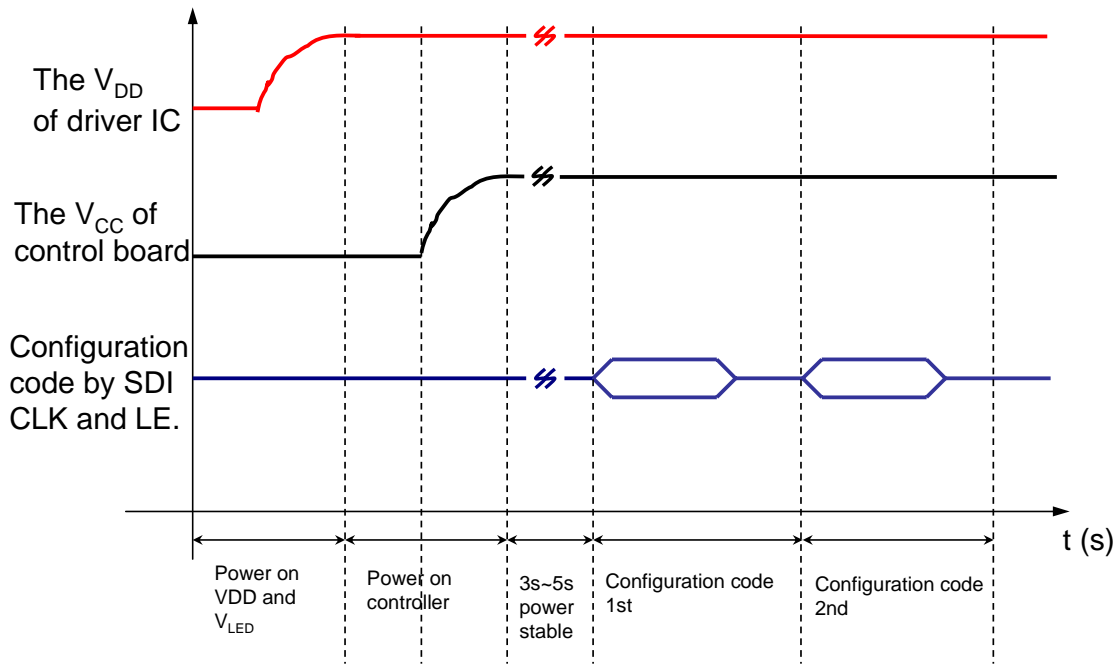 The VDD
of driver IC
The VCC of
control board
Configuration
code by SDI
CLK and LE.
t (s)
Power on
VDD and
VLED
Power on
controller
3s~5s
power
stable
Configuration code
1st
Configuration code
2nd